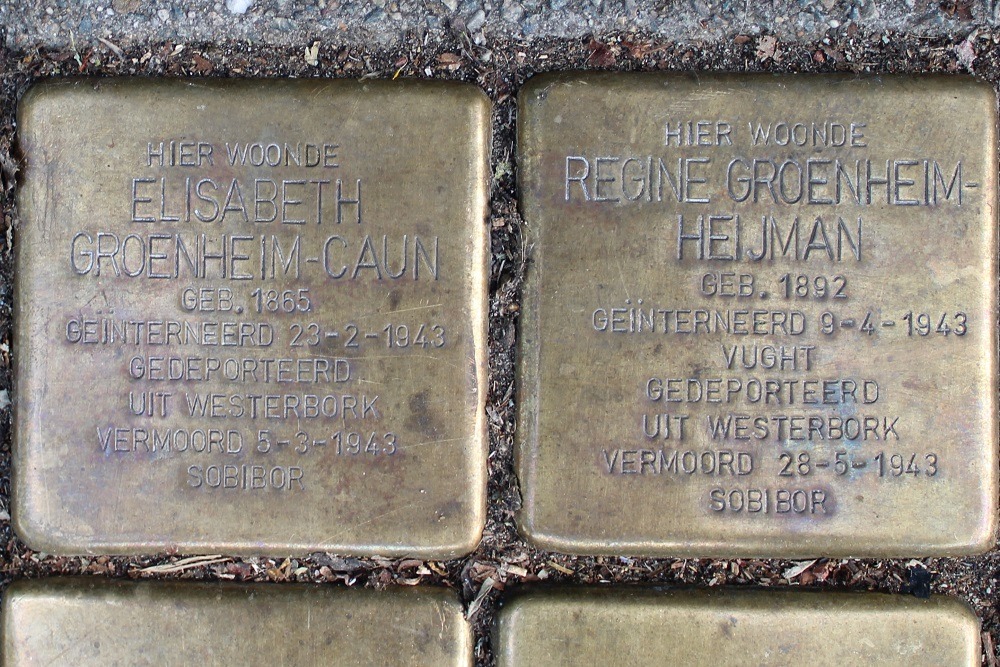 HIER WOONDE
ELISABETH
GROENHEIM-CAUN
GEB. 1865
GEÏNTERNEERD 23-2-1943
GEDEPORTEERD
UIT WESTERBORK
VERMOORD 5-3-1943
SOBIBOR
HIER WOONDE
REGINE GROENHEIM-
HEIJMAN
GEB. 1892
GEÏNTERNEERD 9-4-1943
VUGHT
GEDEPORTEERD
UIT WESTERBORK
VERMOORD 28-5-1943
SOBIBOR